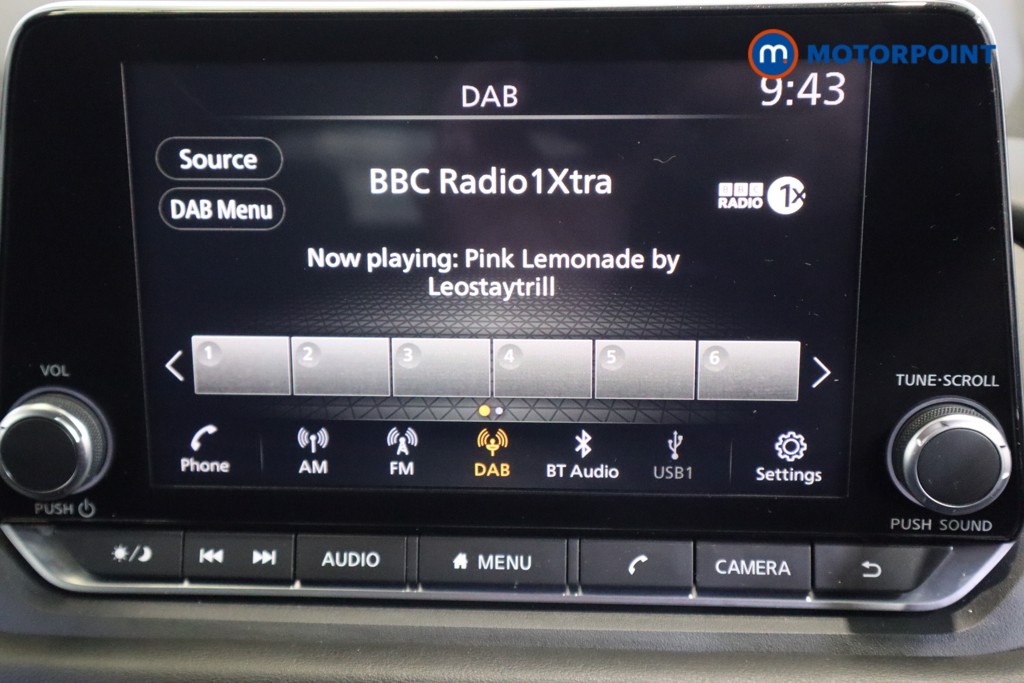 m MOTORPOINT
DAB
9:43
Source
BBC Radio1Xtra
BBC
RADIO 1x
DAB Menu
Now playing: Pink Lemonade by
Leostaytrill
1 2 3 4 5 6
VOL
TUNE·SCROLL
Phone AM FM DAB BT Audio USB1 Settings
PUSH
PUSH SOUND
AUDIO MENU CAMERA